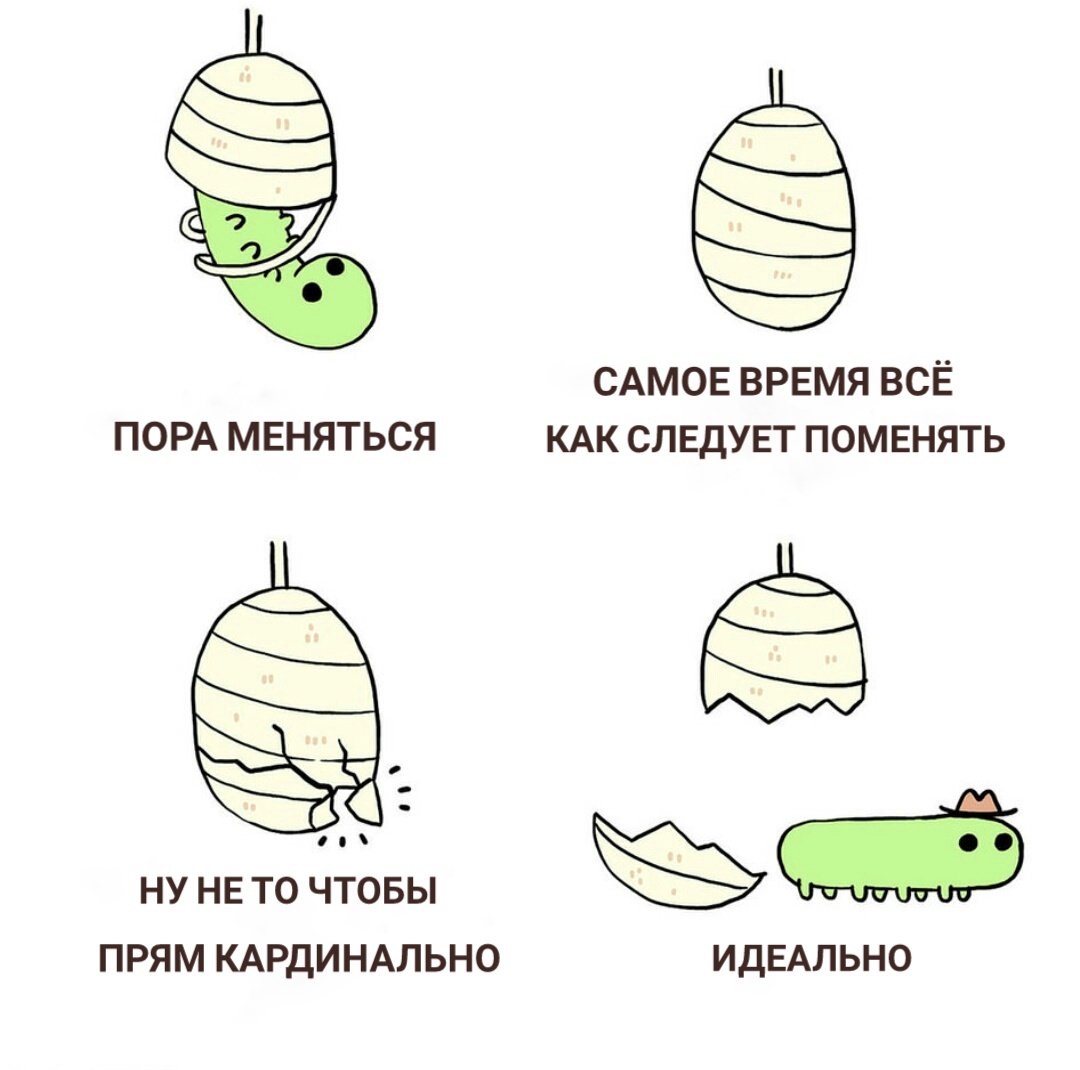 ПОРА МЕНЯТЬСЯ
САМОЕ ВРЕМЯ ВСЁ
КАК СЛЕДУЕТ ПОМЕНЯТЬ
НУ НЕ ТО ЧТОБЫ
ПРЯМ КАРДИНАЛЬНО
ИДЕАЛЬНО